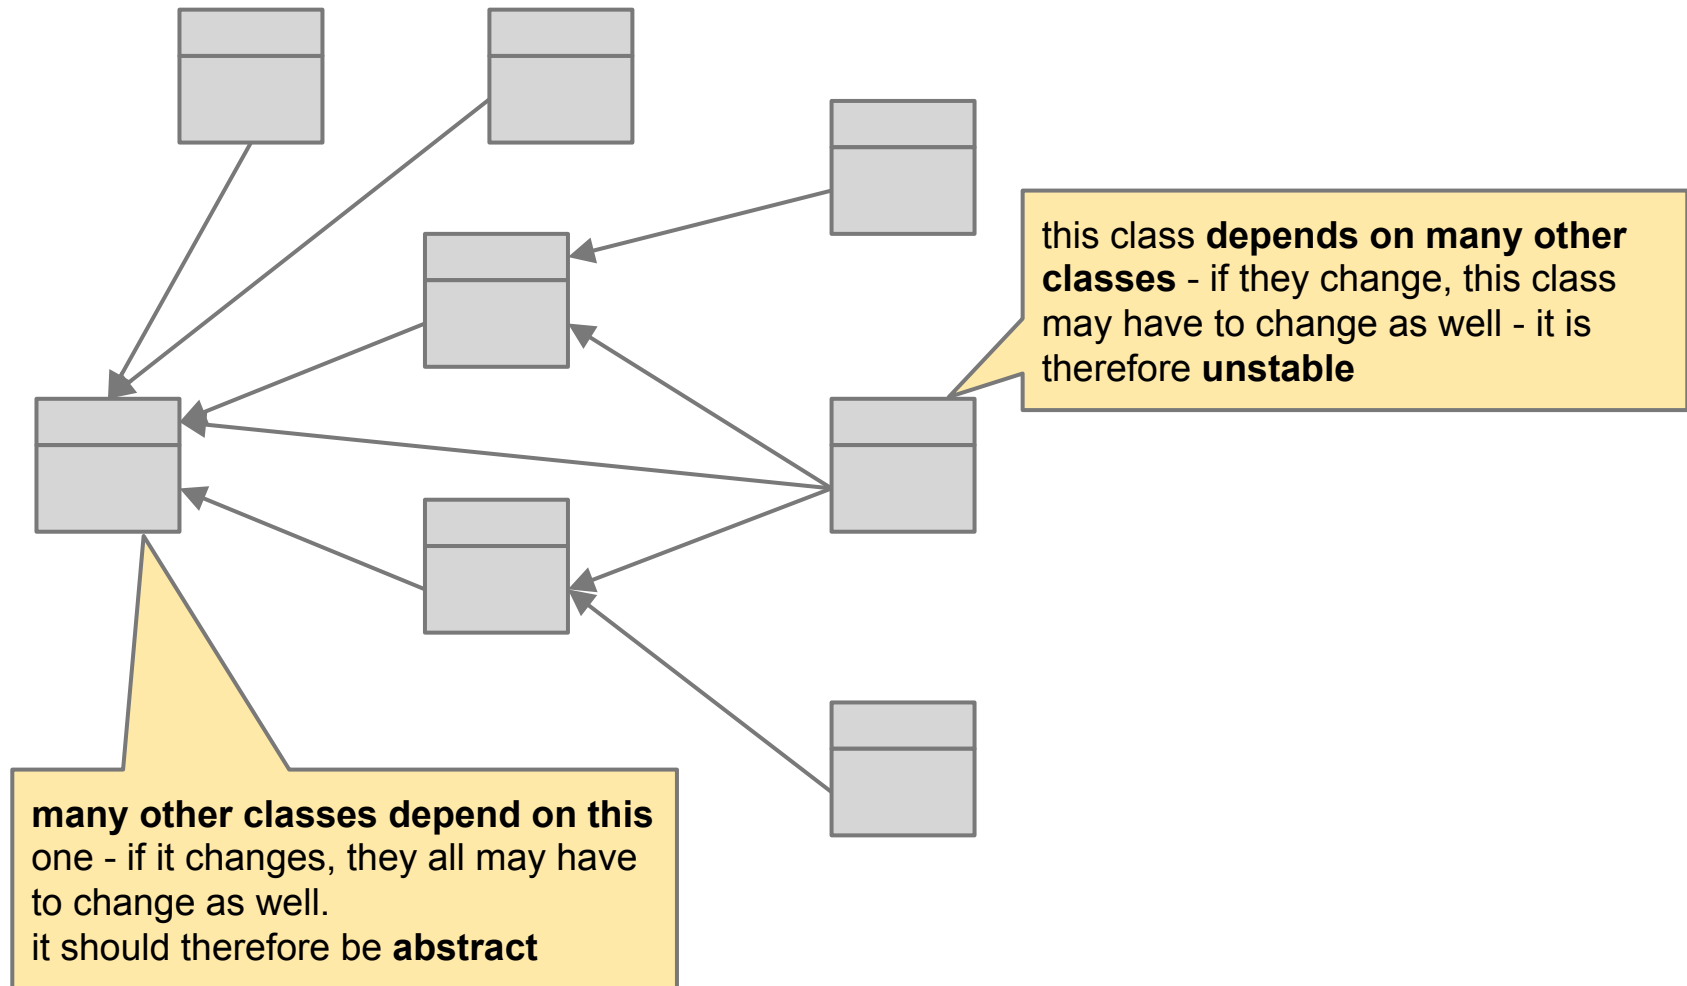 this class depends on many other
classes - if they change, this class
may have to change as well - it is
therefore unstable
many other classes depend on this
one - if it changes, they all may have
to change as well.
it should therefore be abstract